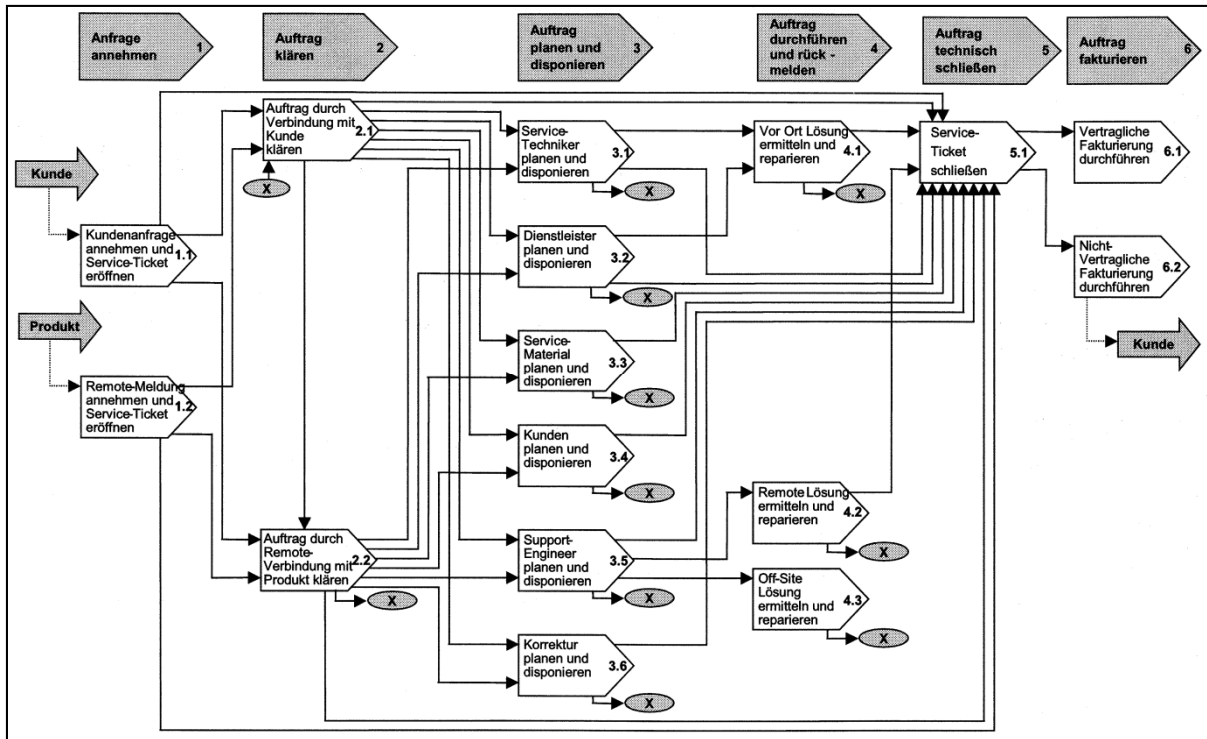 Anfrage
annehmen
1
Auftrag
klären
2
Auftrag
planen und
disponieren
3
Auftrag
durchführen
und rück -
melden
4
Auftrag
technisch
schließen
5
Auftrag
fakturieren
6
Kunde
Kundenanfrage
annehmen und
Service-Ticket
eröffnen
1.1
Produkt
Remote-Meldung
annehmen und
Service-Ticket
eröffnen
1.2
Auftrag durch
Verbindung mit
Kunde
klären
2.1
X
Auftrag durch
Remote-
Verbindung mit
Produkt klären
2.2
X
Service-
Techniker
planen und
disponieren
3.1
X
Dienstleister
planen und
disponieren
3.2
X
Service-
Material
planen und
disponieren
3.3
X
Kunden
planen und
disponieren
3.4
X
Support-
Engineer
planen und
disponieren
3.5
X
Korrektur
planen und
disponieren
3.6
X
Vor Ort Lösung
ermitteln und
reparieren
4.1
X
Remote Lösung
ermitteln und
reparieren
4.2
X
Off-Site
Lösung
ermitteln und
reparieren
4.3
X
Service-
Ticket
schließen
5.1
Vertragliche
Fakturierung
durchführen
6.1
Nicht-
Vertragliche
Fakturierung
durchführen
6.2
Kunde